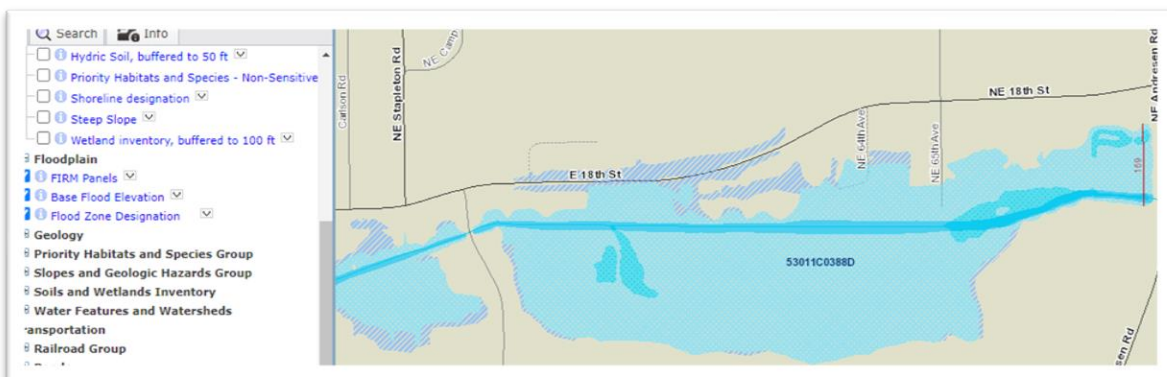 Search Info
Hydric Soil, buffered to 50 ft
Priority Habitats and Species - Non-Sensitive
Shoreline designation
Steep Slope
Wetland inventory, buffered to 100 ft
Floodplain
FIRM Panels
Base Flood Elevation
Flood Zone Designation
Geology
Priority Habitats and Species Group
Slopes and Geologic Hazards Group
Soils and Wetlands Inventory
Water Features and Watersheds
ansportation
Railroad Group
Carlson Rd
NE Stapleton Rd
NE Camp
E 18th St
NE 18th St
NE 64th Ave
NE 65th Ave
NE Andresen Rd
169
53011C0388D
sen Rd